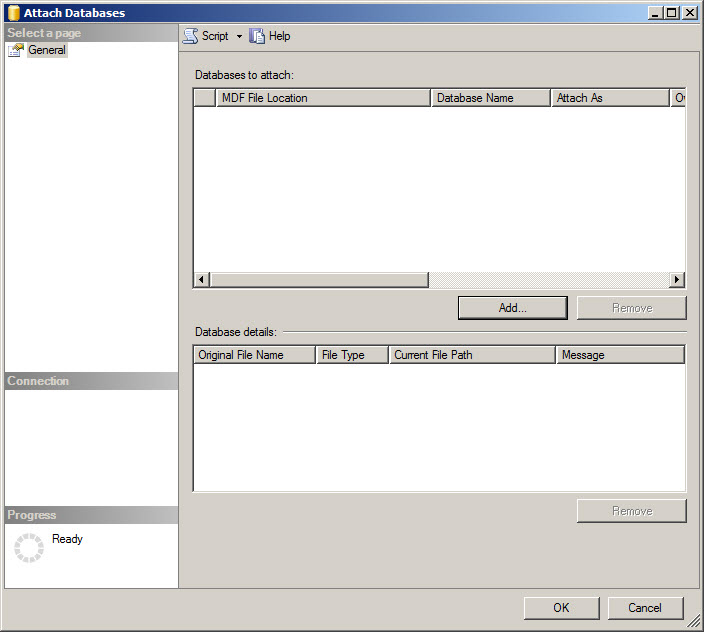 Attach Databases
Select a page
General
Script Help
Databases to attach:
MDF File Location Database Name Attach As Ow
Add... Remove
Database details:
Original File Name File Type Current File Path Message
Connection
Remove
Progress
Ready
OK Cancel